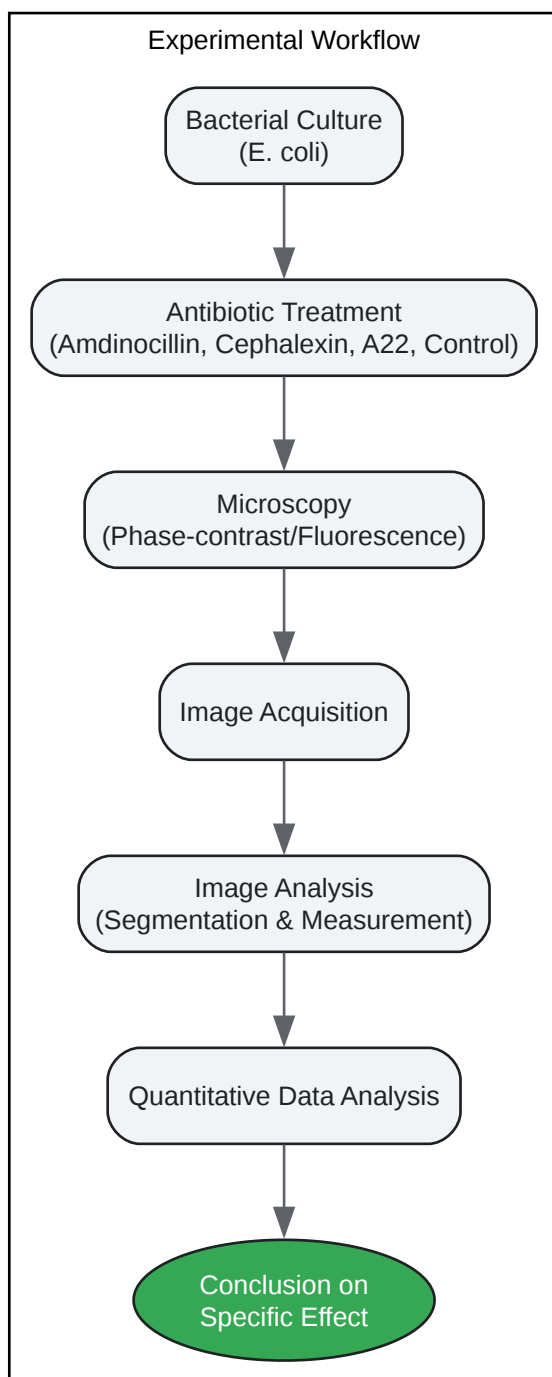 Experimental Workflow
Bacterial Culture
(E. coli)
Antibiotic Treatment
(Amdinocillin, Cephalexin, A22, Control)
Microscopy
(Phase-contrast/Fluorescence)
Image Acquisition
Image Analysis
(Segmentation & Measurement)
Quantitative Data Analysis
Conclusion on
Specific Effect